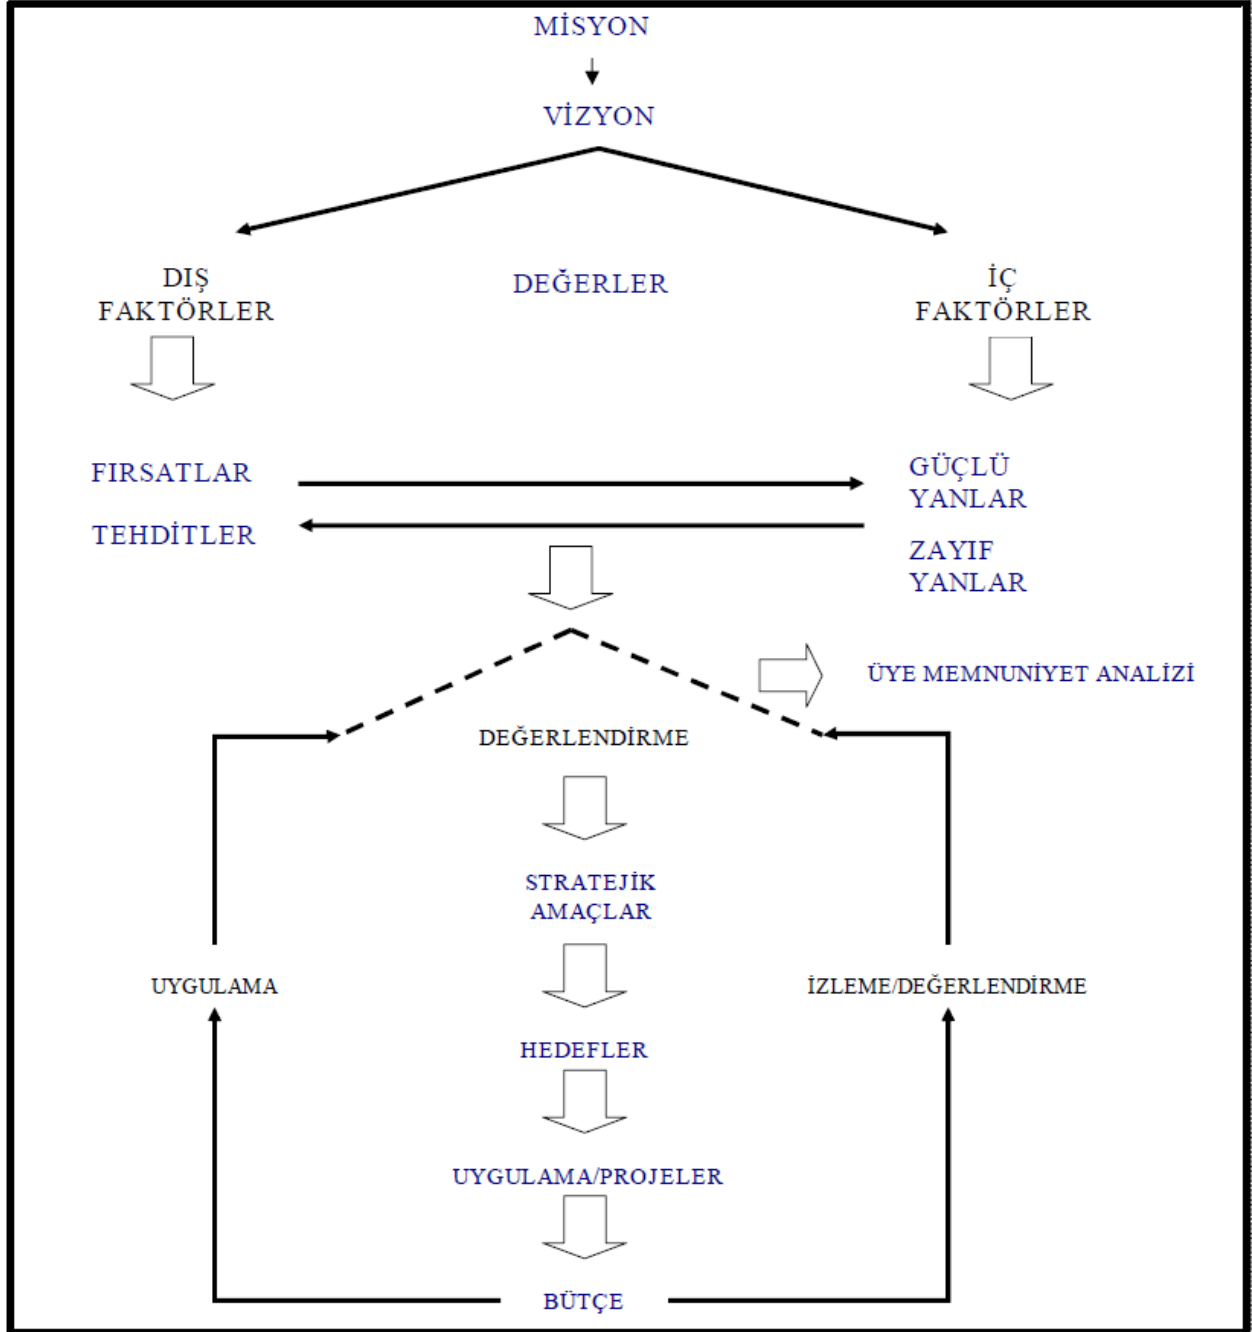 MİSYON
VİZYON
DIŞ
FAKTÖRLER
DEĞERLER
İÇ
FAKTÖRLER
FIRSATLAR
TEHDİTLER
GÜÇLÜ
YANLAR
ZAYIF
YANLAR
ÜYE MEMNUNİYET ANALİZİ
DEĞERLENDİRME
STRATEJİK
AMAÇLAR
UYGULAMA
İZLEME/DEĞERLENDİRME
HEDEFLER
UYGULAMA/PROJELER
BÜTÇE